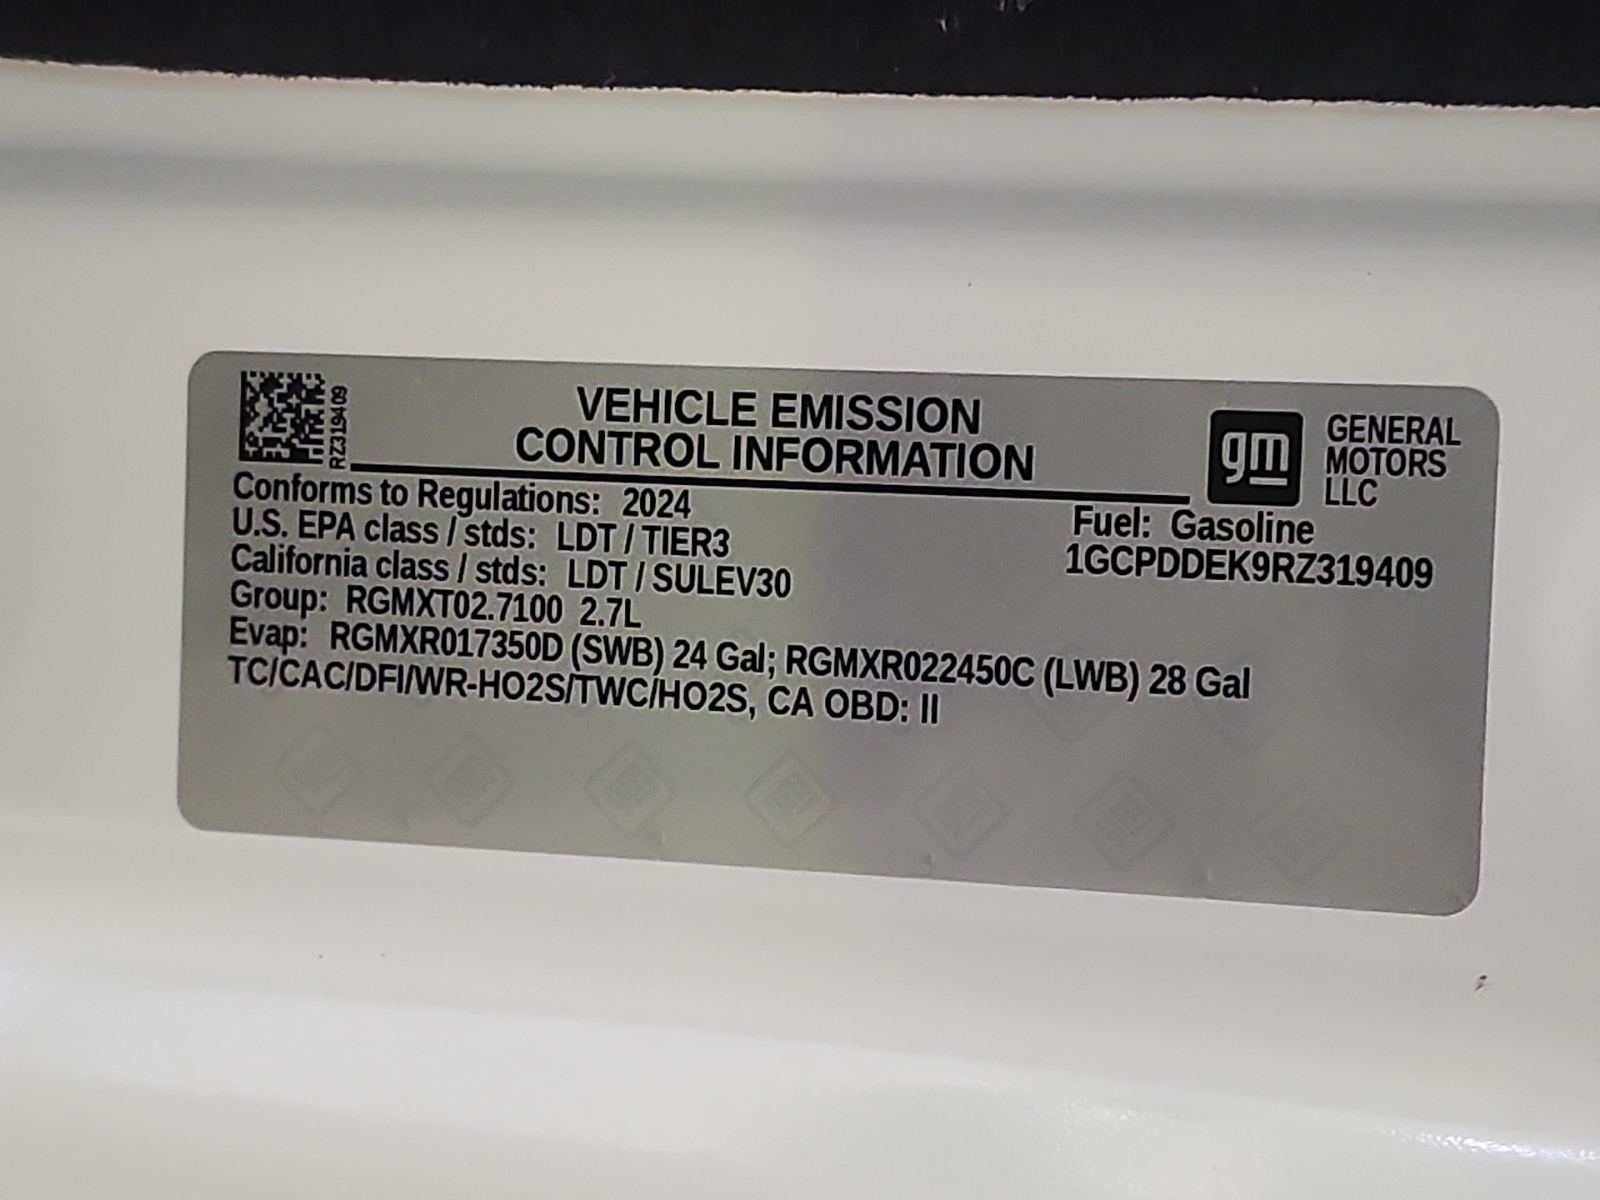 RZ319409
VEHICLE EMISSION
CONTROL INFORMATION
gm
GENERAL
MOTORS
LLC
Conforms to Regulations: 2024
U.S. EPA class / stds: LDT / TIER3
California class / stds: LDT / SULEV30
Group: RGMXT02.7100 2.7L
Evap: RGMXR017350D (SWB) 24 Gal; RGMXR022450C (LWB) 28 Gal
TC/CAC/DFI/WR-HO2S/TWC/HO2S, CA OBD: II
Fuel: Gasoline
1GCPDDEK9RZ319409